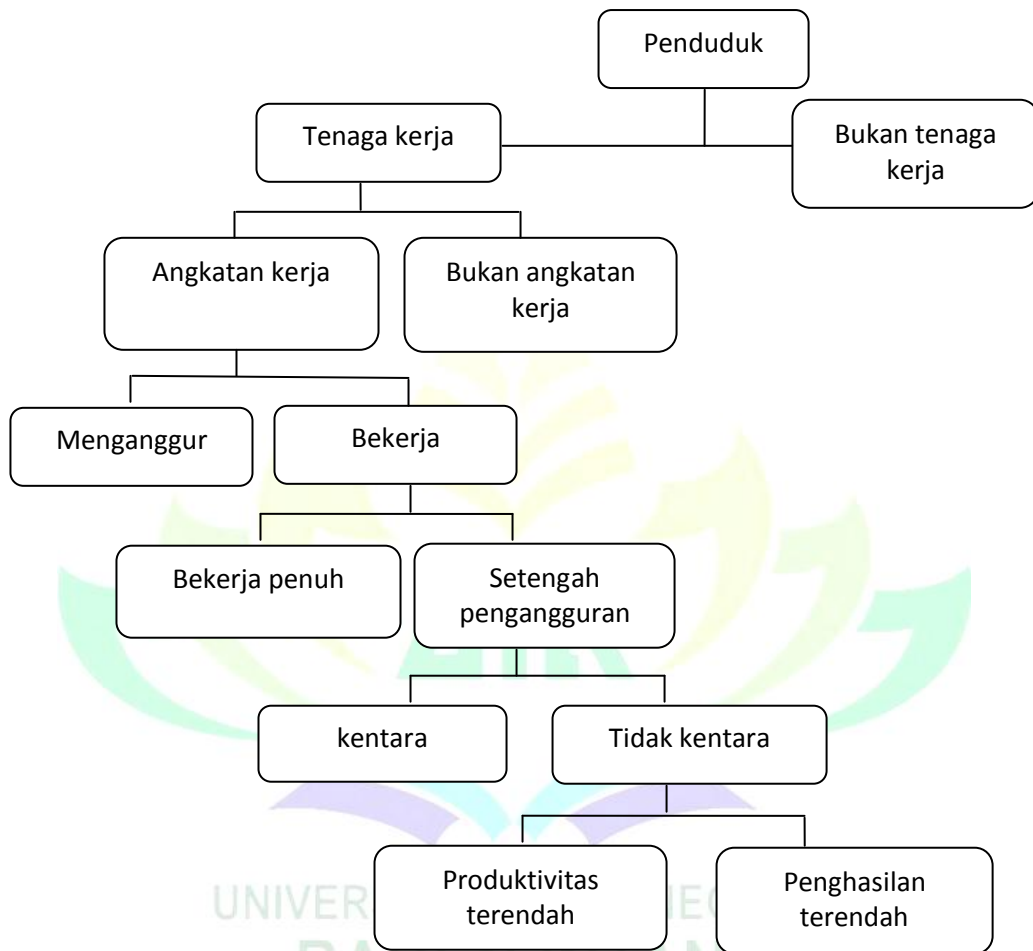 Penduduk
Tenaga kerja
Bukan tenaga
kerja
Angkatan kerja
Bukan angkatan
kerja
Menganggur
Bekerja
Bekerja penuh
Setengah
pengangguran
kentara
Tidak kentara
Produktivitas
terendah
Penghasilan
terendah